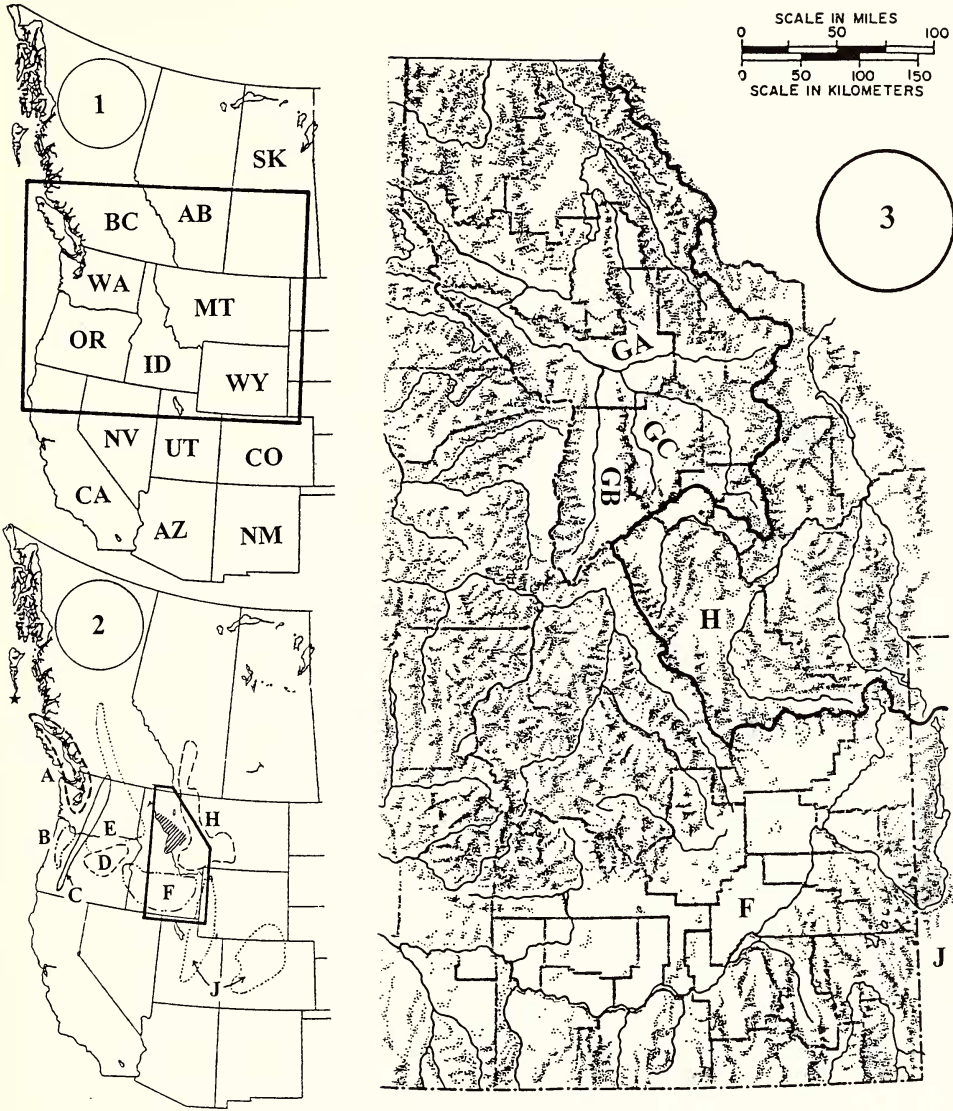 SCALE IN MILES
0 50 100
0 50 100 150
SCALE IN KILOMETERS
1
SK
BC AB
WA MT
OR ID WY
NV UT CO
CA AZ NM
2
A
B E H
D
C F
J
3
GA
GC
GB
H
F
J